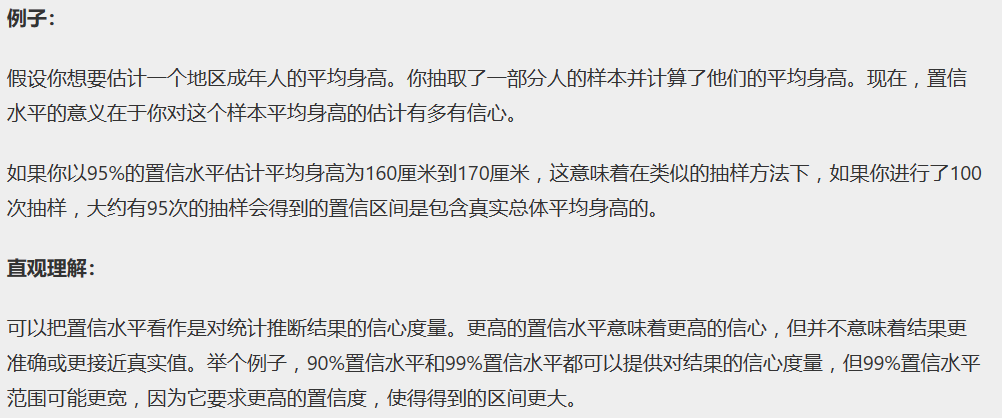 例子：
假设你想要估计一个地区成年人的平均身高。你抽取了一部分人的样本并计算了他们的平均身高。现在，置信
水平的意义在于你对这个样本平均身高的估计有多有信心。
如果你以95%的置信水平估计平均身高为160厘米到170厘米，这意味着在类似的抽样方法下，如果你进行了100
次抽样，大约有95次的抽样会得到的置信区间是包含真实总体平均身高的。
直观理解：
可以把置信水平看作是对统计推断结果的信心度量。更高的置信水平意味着更高的信心，但并不意味着结果更
准确或更接近真实值。举个例子，90%置信水平和99%置信水平都可以提供对结果的信心度量，但99%置信水平
范围可能更宽，因为它要求更高的置信度，使得得到的区间更大。